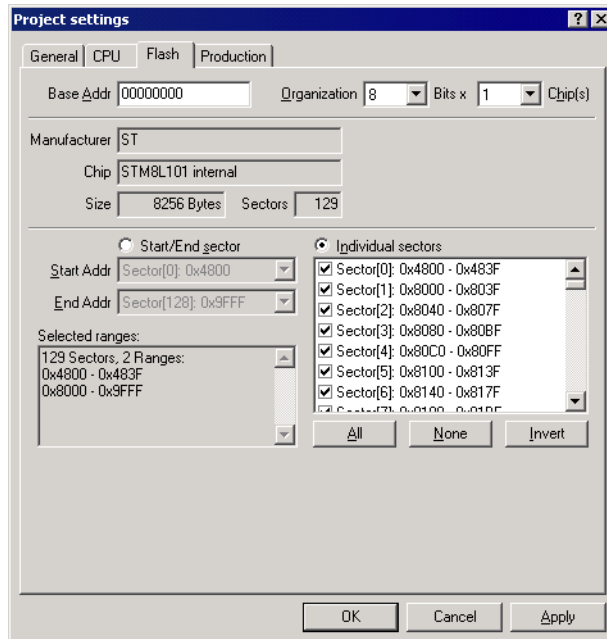 Project settings
General CPU Flash Production
Base Addr 00000000 Organization 8 Bits x 1 Chip(s)
Manufacturer ST
Chip STM8L101 internal
Size 8256 Bytes Sectors 129
Start/End sector
Start Addr Sector[0]: 0x4800
End Addr Sector[128]: 0x9FFF
Selected ranges:
129 Sectors, 2 Ranges:
0x4800 - 0x483F
0x8000 - 0x9FFF
Individual sectors
Sector[0]: 0x4800 - 0x483F
Sector[1]: 0x8000 - 0x803F
Sector[2]: 0x8040 - 0x807F
Sector[3]: 0x8080 - 0x80BF
Sector[4]: 0x80C0 - 0x80FF
Sector[5]: 0x8100 - 0x813F
Sector[6]: 0x8140 - 0x817F
All None Invert
OK Cancel Apply